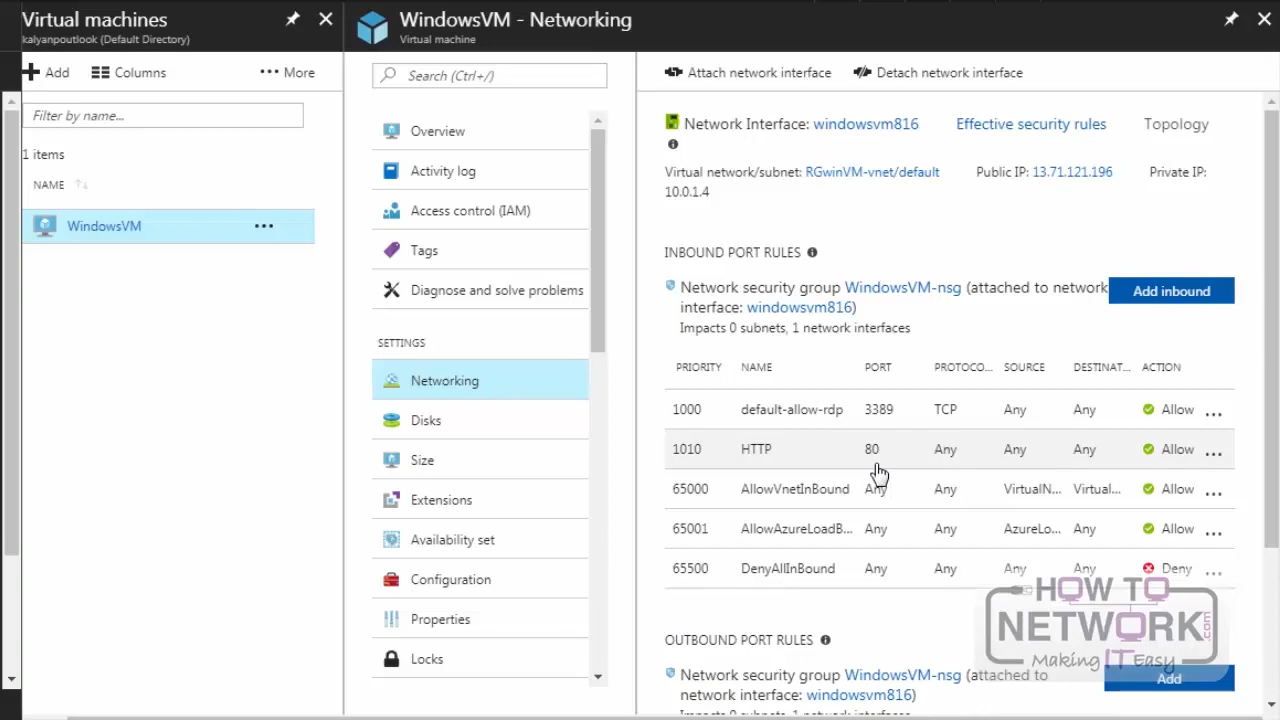 Virtual machines
kalyanpoutlook (Default Directory)
Add
Columns
More
Filter by name...
1 items
NAME
WindowsVM
WindowsVM - Networking
Virtual machine
Search (Ctrl+/)
Overview
Activity log
Access control (IAM)
Tags
Diagnose and solve problems
SETTINGS
Networking
Disks
Size
Extensions
Availability set
Configuration
Properties
Locks
Attach network interface
Detach network interface
Network Interface: windowsvm816 Effective security rules Topology
Virtual network/subnet: RGwinVM-vnet/default Public IP: 13.71.121.196 Private IP:
10.0.1.4
INBOUND PORT RULES
Network security group WindowsVM-nsg (attached to network
interface: windowsvm816)
Impacts 0 subnets, 1 network interfaces
Add inbound
PRIORITY NAME PORT PROTOCO... SOURCE DESTINAT... ACTION
1000 default-allow-rdp 3389 TCP Any Any Allow ...
1010 HTTP 80 Any Any Any Allow ...
65000 AllowVnetInBound Any Any VirtualN... Virtual... Allow ...
65001 AllowAzureLoadB... Any Any AzureLo... Any Allow ...
65500 DenyAllInBound Any Any Any Any Deny ...
HOW TO
NETWORK.com
Making IT Easy
OUTBOUND PORT RULES
Network security group WindowsVM-nsg (attached to
network interface: windowsvm816)
Add